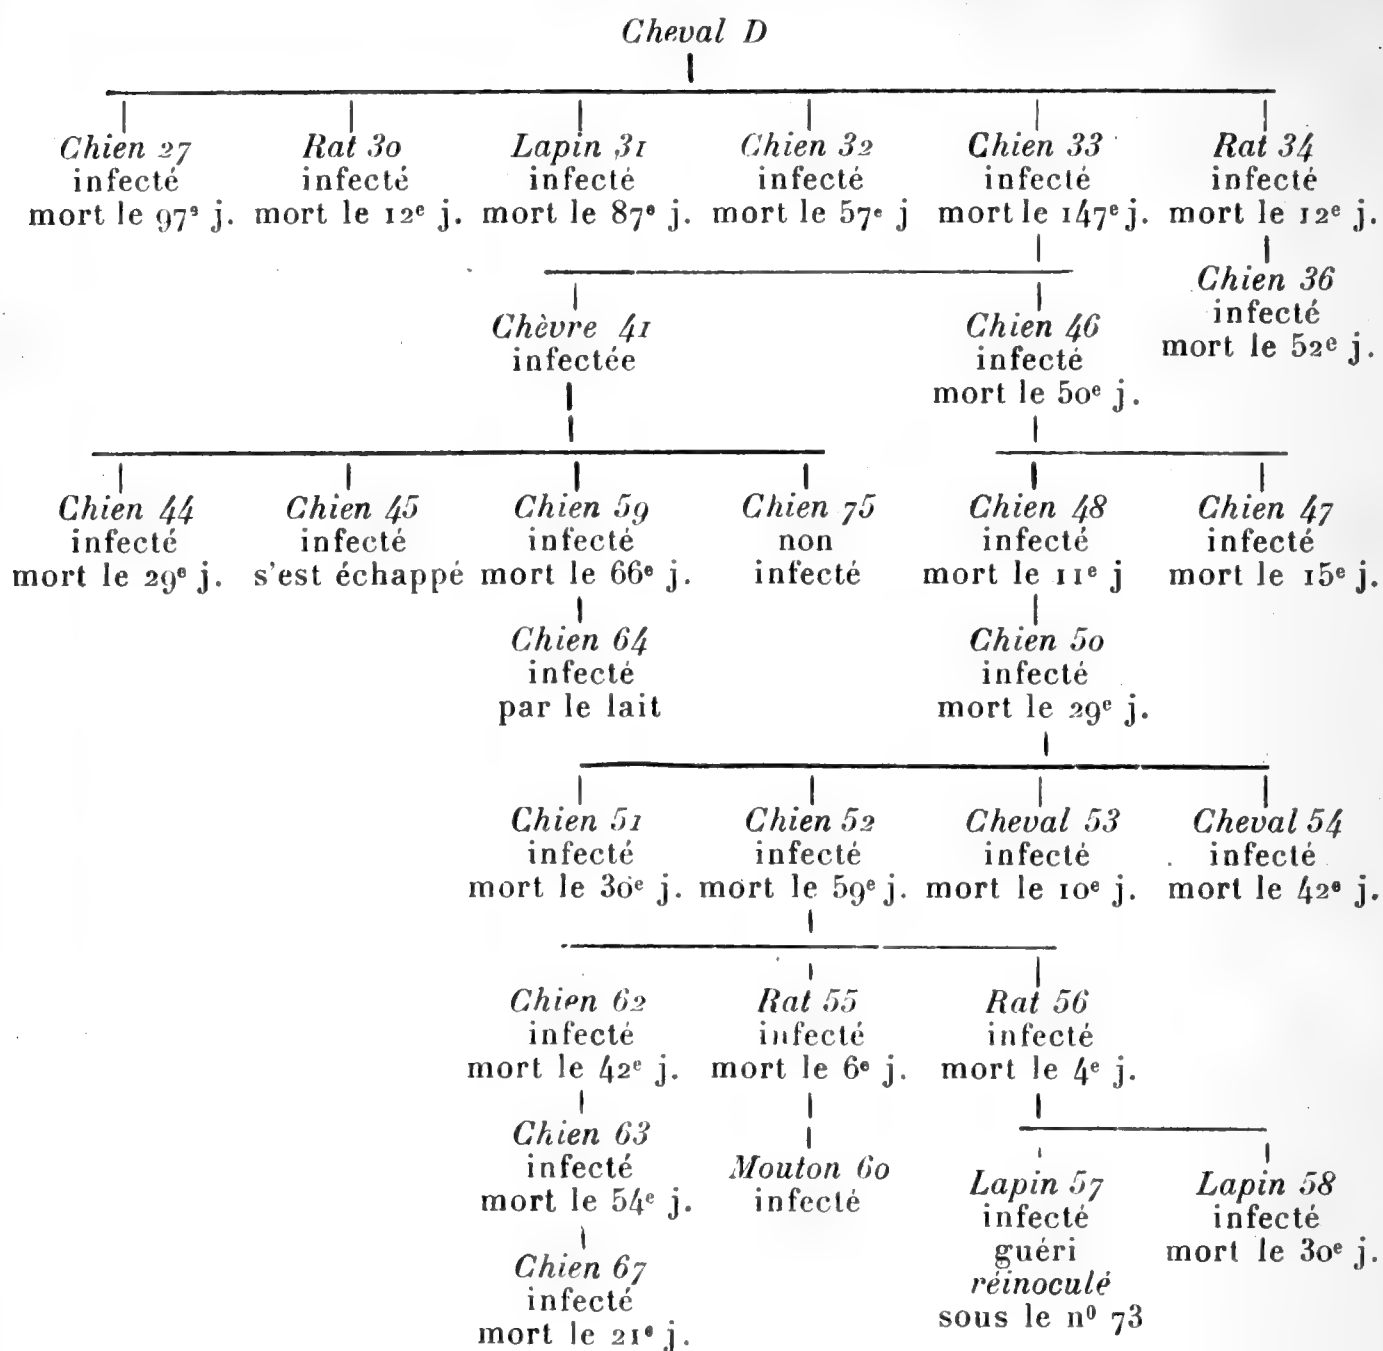 Cheval D
Chien 27 Rat 30 Lapin 31 Chien 32 Chien 33 Rat 34
infecté infecté infecté infecté infecté infecté
mort le 97e j. mort le 12e j. mort le 87e j. mort le 57e j mort le 147e j. mort le 12e j.
Chien 36
infecté
mort le 52e j.
Chèvre 41 Chien 46
infectée infecté
mort le 50e j.
Chien 44 Chien 45 Chien 59 Chien 75 Chien 48 Chien 47
infecté infecté infecté non infecté infecté
mort le 29e j. s'est échappé mort le 66e j. infecté mort le 11e j mort le 15e j.
Chien 64 Chien 50
infecté infecté
par le lait mort le 29e j.
Chien 51 Chien 52 Cheval 53 Cheval 54
infecté infecté infecté infecté
mort le 30e j. mort le 59e j. mort le 10e j. mort le 42e j.
Chien 62 Rat 55 Rat 56
infecté infecté infecté
mort le 42e j. mort le 6e j. mort le 4e j.
Chien 63 Mouton 60 Lapin 57 Lapin 58
infecté infecté infecté infecté
mort le 54e j. guéri mort le 30e j.
Chien 67 réinoculé
infecté sous le nº 73
mort le 21e j.